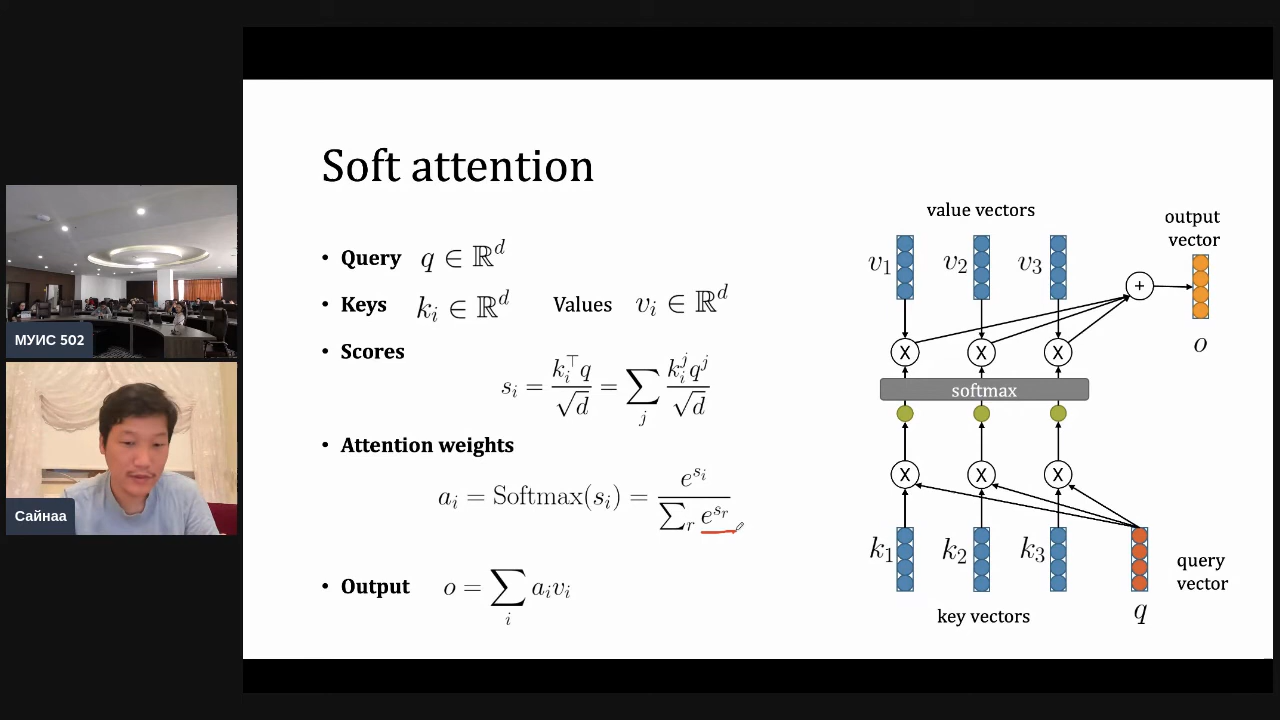 Soft attention
• Query q ∈ ℝ^d
• Keys k_i ∈ ℝ^d Values v_i ∈ ℝ^d
• Scores
s_i = k_i^⊤ q / √d = ∑_j k_i^j q^j / √d
• Attention weights
a_i = Softmax(s_i) = e^{s_i} / ∑_r e^{s_r}
• Output o = ∑_i a_i v_i
value vectors
output
vector
v_1 v_2 v_3
+
o
X X X
softmax
X X X
k_1 k_2 k_3
query
vector
key vectors
q
МУИС 502
Сайнаа